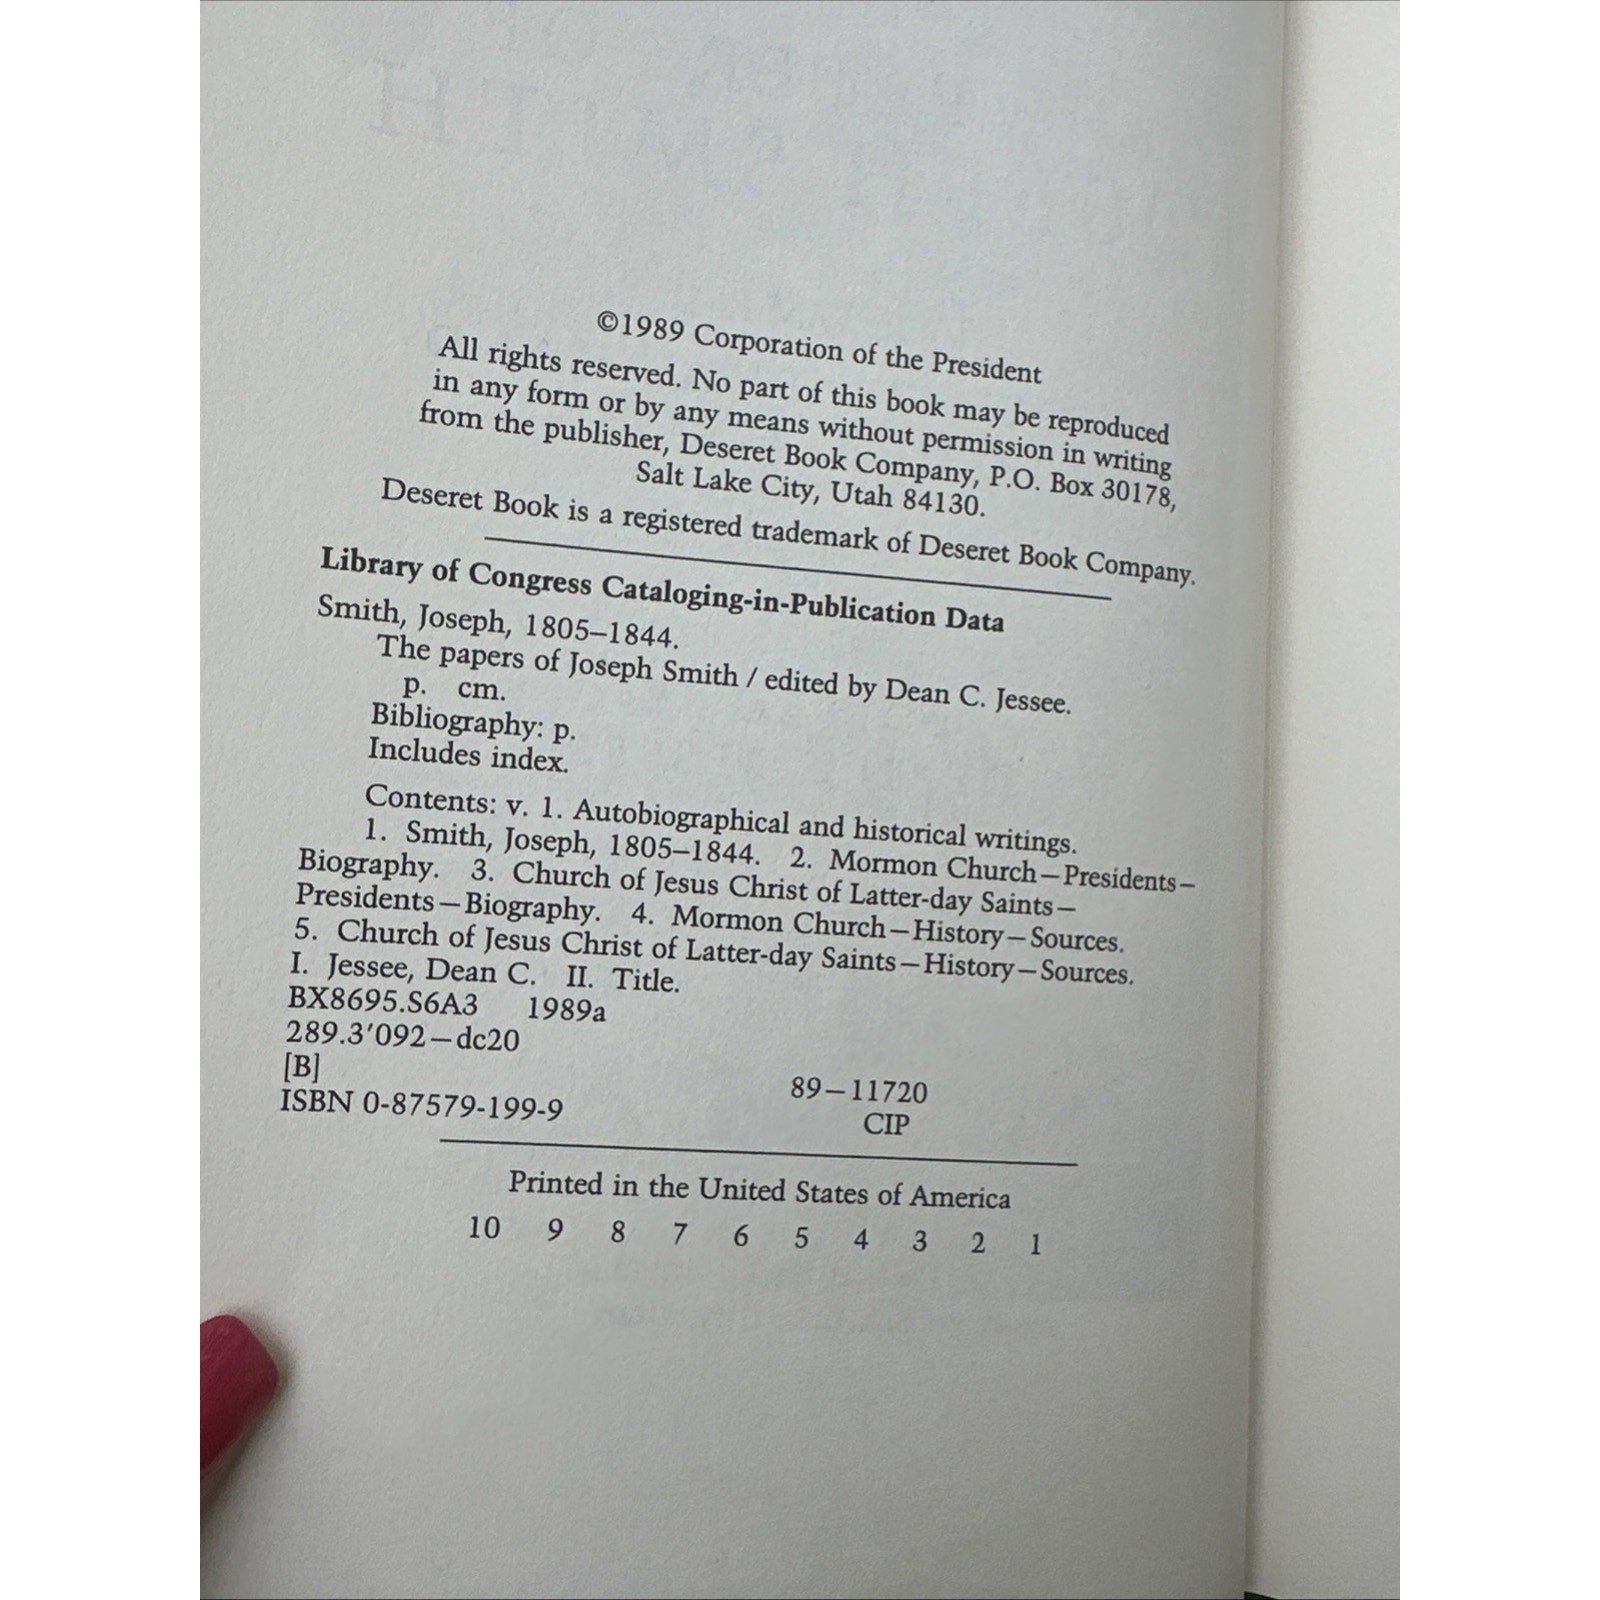 ©1989 Corporation of the President
All rights reserved. No part of this book may be reproduced
in any form or by any means without permission in writing
from the publisher, Deseret Book Company, P.O. Box 30178,
Salt Lake City, Utah 84130.
Deseret Book is a registered trademark of Deseret Book Company.
Library of Congress Cataloging-in-Publication Data
Smith, Joseph, 1805–1844.
The papers of Joseph Smith / edited by Dean C. Jessee.
p. cm.
Bibliography: p.
Includes index.
Contents: v. 1. Autobiographical and historical writings.
1. Smith, Joseph, 1805–1844. 2. Mormon Church—Presidents—
Biography. 3. Church of Jesus Christ of Latter-day Saints—
Presidents—Biography. 4. Mormon Church—History—Sources.
5. Church of Jesus Christ of Latter-day Saints—History—Sources.
I. Jessee, Dean C. II. Title.
BX8695.S6A3 1989a
289.3'092—dc20
[B]
89—11720
ISBN 0-87579-199-9
CIP
Printed in the United States of America
10 9 8 7 6 5 4 3 2 1